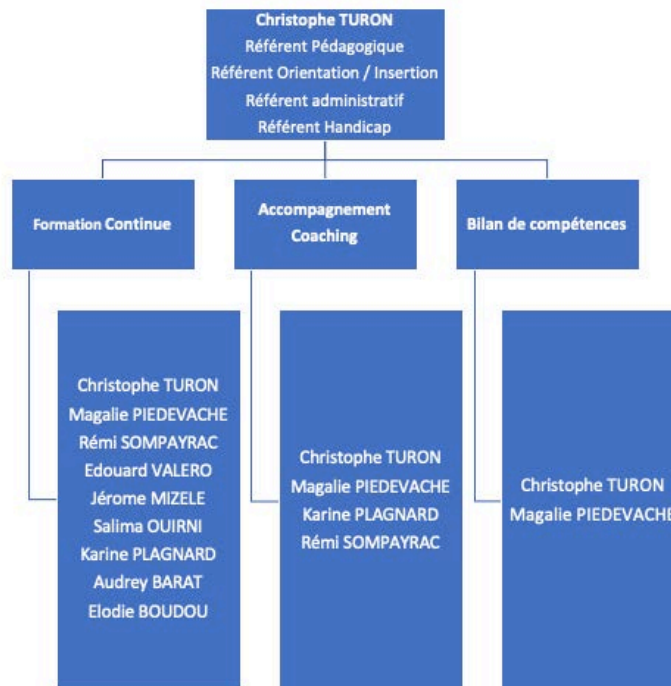 Christophe TURON
Référent Pédagogique
Référent Orientation / Insertion
Référent administratif
Référent Handicap
Formation Continue
Accompagnement
Coaching
Bilan de compétences
Christophe TURON
Magalie PIEDEVACHE
Rémi SOMPAYRAC
Edouard VALERO
Jérome MIZELE
Salima OUIRNI
Karine PLAGNARD
Audrey BARAT
Elodie BOUDOU
Christophe TURON
Magalie PIEDEVACHE
Karine PLAGNARD
Rémi SOMPAYRAC
Christophe TURON
Magalie PIEDEVACHE